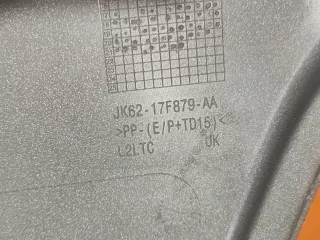 JK62-17F879-AA
>PP-(E/P+TD15)<
L2LTC UK